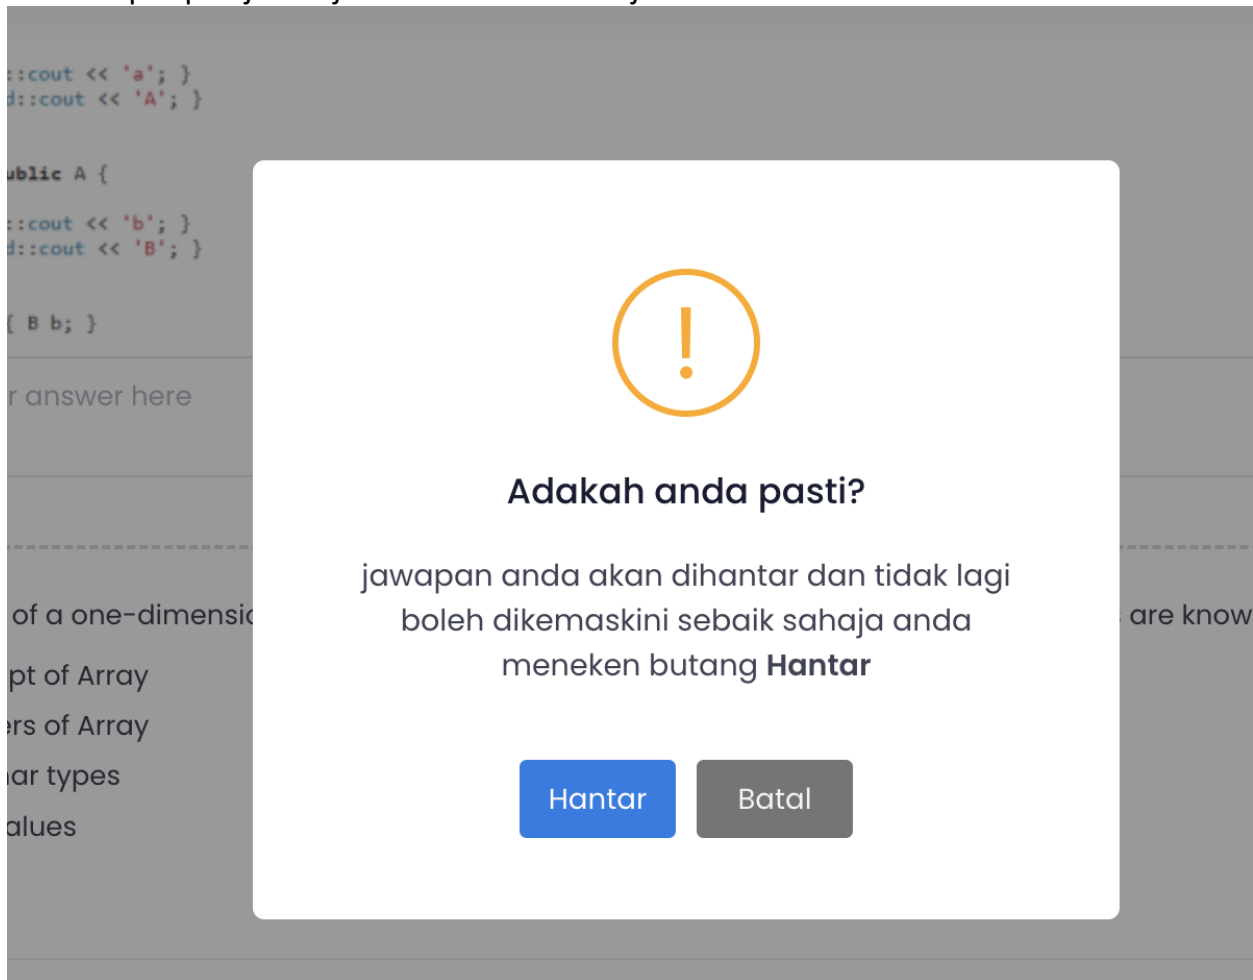 ::cout << 'a'; }
d::cout << 'A'; }
ublic A {
::cout << 'b'; }
d::cout << 'B'; }
{ B b; }
r answer here
Adakah anda pasti?
jawapan anda akan dihantar dan tidak lagi
boleh dikemaskini sebaik sahaja anda
meneken butang Hantar
of a one-dimensio
are know
pt of Array
ers of Array
ar types
alues
Hantar
Batal